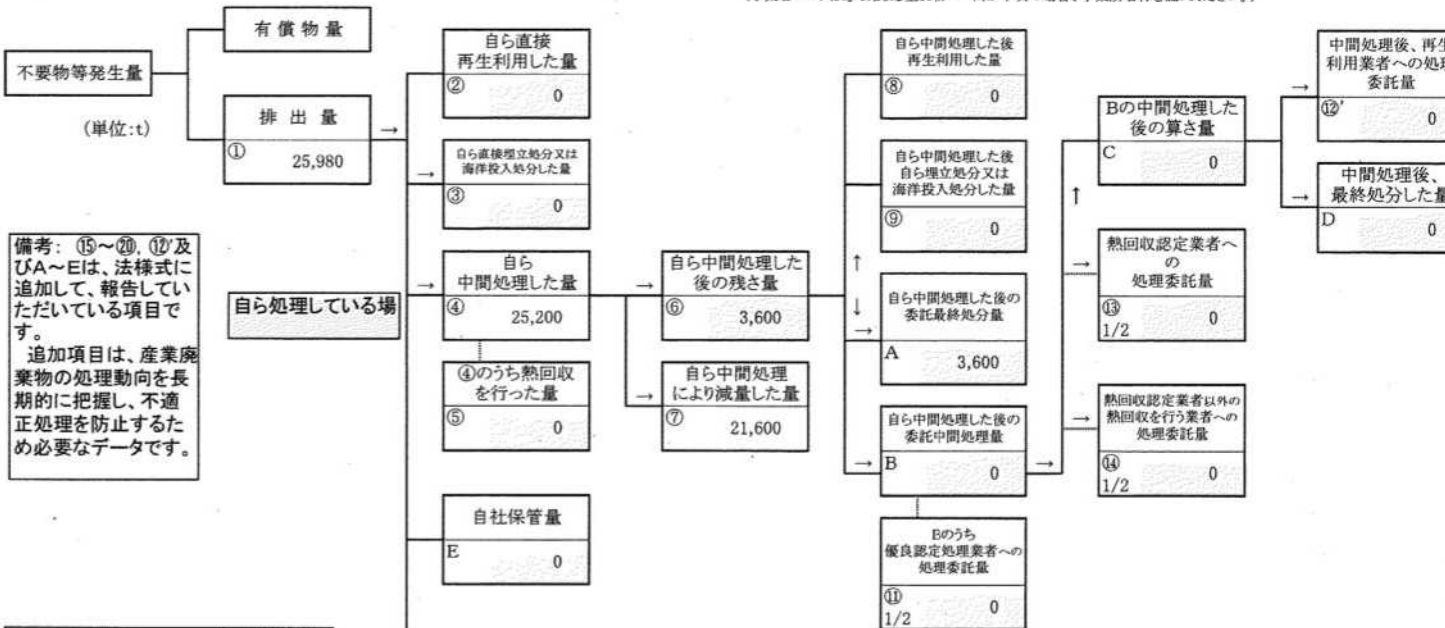 有償物量
不要物等発生量
(単位:t)
排出量
① 25,980
→
備考: ⑮~⑳, ⑫'及
びA~Eは、法様式に
追加して、報告してい
ただいている項目で
す。
追加項目は、産業廃
棄物の処理動向を長
期的に把握し、不適
正処理を防止するた
め必要なデータです。
自ら処理している場
自ら直接
再生利用した量
② 0
→
自ら直接埋立処分又は
海洋投入処分した量
③ 0
→
自ら
中間処理した量
④ 25,200
④のうち熱回収
を行った量
⑤ 0
自社保管量
E 0
→
自ら中間処理した
後の残さ量
⑥ 3,600
→
自ら中間処理
により減量した量
⑦ 21,600
自ら中間処理した後
再生利用した量
⑧ 0
自ら中間処理した後
自ら埋立処分又は
海洋投入処分した量
⑨ 0
↑
↓
→
自ら中間処理した後の
委託最終処分量
A 3,600
→
自ら中間処理した後の
委託中間処理量
B 0
→
Bのうち
優良認定処理業者への
処理委託量
⑪
1/2 0
Bの中間処理した
後の算さ量
C 0
↑
→
熱回収認定業者へ
の
処理委託量
⑬
1/2 0
→
熱回収認定業者以外の
熱回収を行う業者への
処理委託量
⑭
1/2 0
→
中間処理後、再生
利用業者への処理
委託量
⑫' 0
→
中間処理後、
最終処分した量
D 0